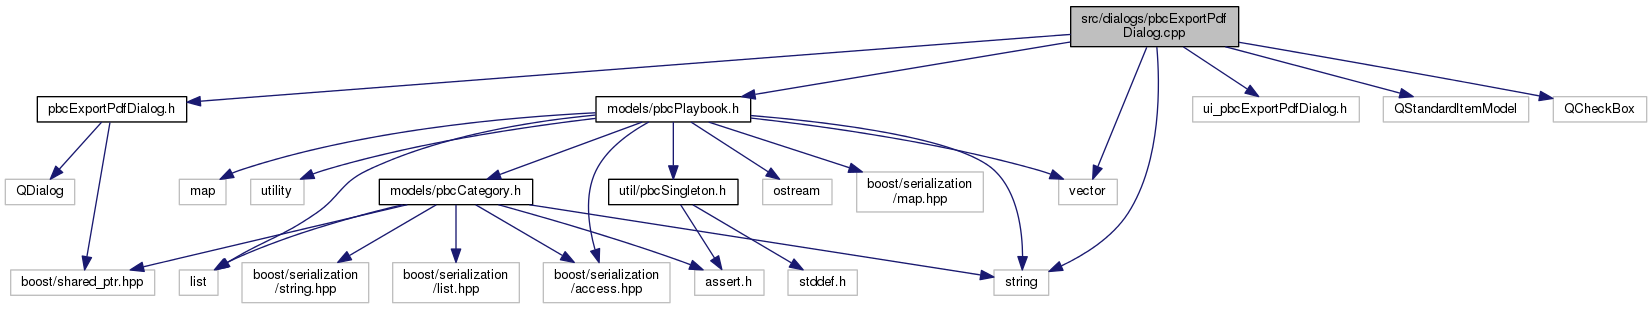 src/dialogs/pbcExportPdf
Dialog.cpp
pbcExportPdfDialog.h
models/pbcPlaybook.h
ui_pbcExportPdfDialog.h
QStandardItemModel
QCheckBox
QDialog
map
utility
models/pbcCategory.h
util/pbcSingleton.h
ostream
boost/serialization
/map.hpp
vector
boost/shared_ptr.hpp
list
boost/serialization
/string.hpp
boost/serialization
/list.hpp
boost/serialization
/access.hpp
assert.h
stddef.h
string